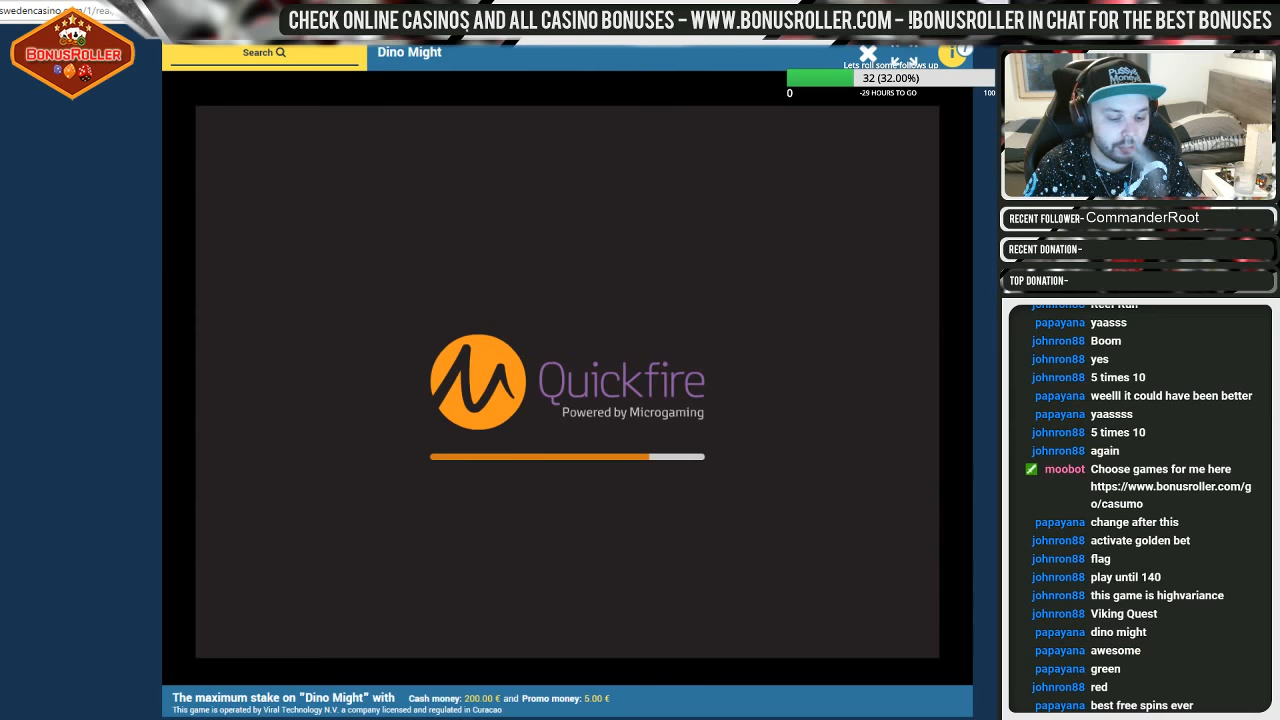 swedencasino.com/1/real,
CHECK ONLINE CASINOS AND ALL CASINO BONUSES - WWW.BONUSROLLER.COM - !BONUSROLLER IN CHAT FOR THE BEST BONUSES
BONUSROLLER
Search
Dino Might
Lets roll some follows up
32 (32.00%)
0
-29 HOURS TO GO
100
Quickfire
Powered by Microgaming
The maximum stake on "Dino Might" with Cash money: 200.00 € and Promo money: 5.00 €
This game is operated by Viral Technology N.V. a company licensed and regulated in Curacao
RECENT FOLLOWER- CommanderRoot
RECENT DONATION-
TOP DONATION-
johnron88 Reel Run
papayana yaasss
johnron88 Boom
johnron88 yes
johnron88 5 times 10
papayana weelll it could have been better
papayana yaassss
johnron88 5 times 10
johnron88 again
moobot Choose games for me here
https://www.bonusroller.com/g
o/casumo
papayana change after this
johnron88 activate golden bet
johnron88 flag
johnron88 play until 140
johnron88 this game is highvariance
johnron88 Viking Quest
papayana dino might
papayana awesome
papayana green
johnron88 red
papayana best free spins ever